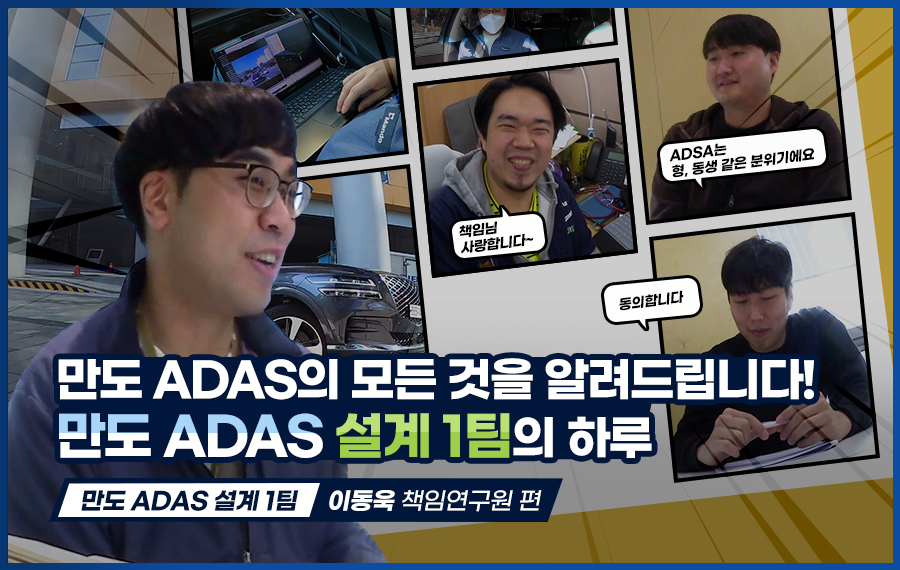 Mando
ADSA는
형, 동생 같은 분위기에요
책임님
사랑합니다~
동의합니다
만도 ADAS의 모든 것을 알려드립니다!
만도 ADAS 설계 1팀의 하루
만도 ADAS 설계 1팀
이동욱 책임연구원 편